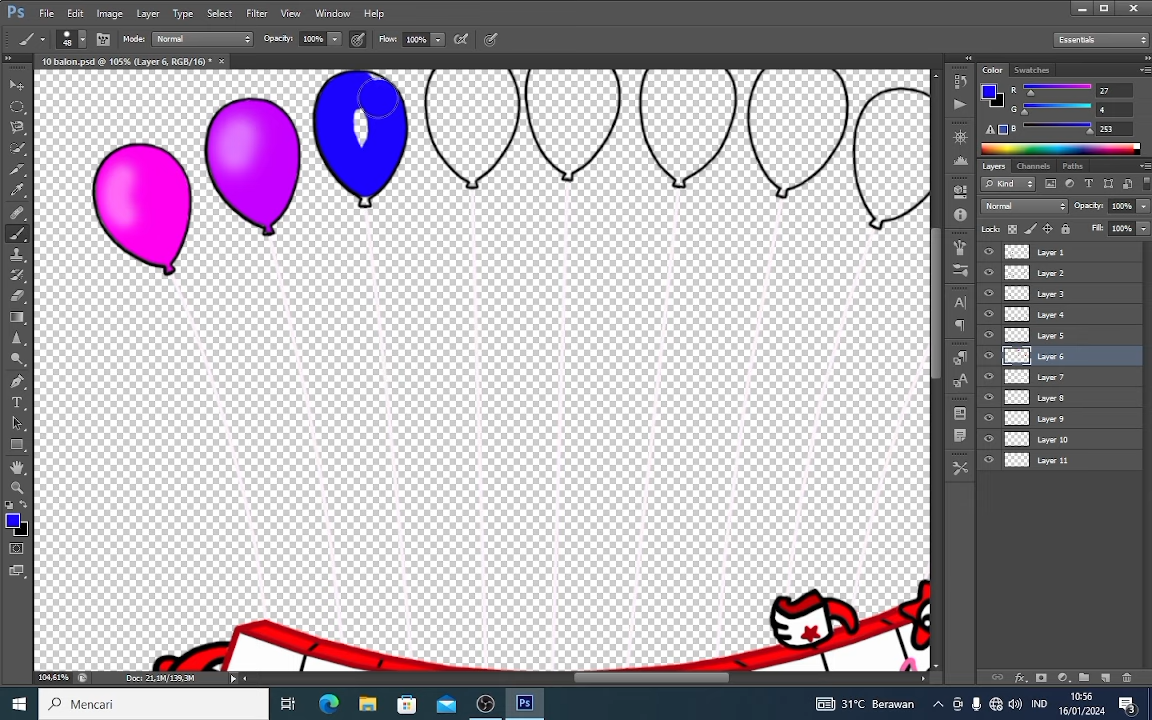 Ps File Edit Image Layer Type Select Filter View Window Help
48 Mode: Normal Opacity: 100% Flow: 100% Essentials
10 balon.psd @ 105% (Layer 6, RGB/16) * ×
Color Swatches
R 27
G 4
B 253
Layers Channels Paths
Kind
Normal Opacity: 100%
Lock: Fill: 100%
Layer 1
Layer 2
Layer 3
Layer 4
Layer 5
Layer 6
Layer 7
Layer 8
Layer 9
Layer 10
Layer 11
104,61% Doc: 21,1M/139,3M
Mencari Ps 31°C Berawan IND 10:56
16/01/2024 3